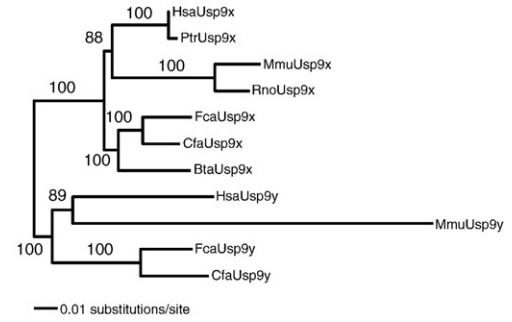 100 HsaUsp9x
88 PtrUsp9x
100 MmuUsp9x
100 RnoUsp9x
100 FcaUsp9x
CfaUsp9x
100 BtaUsp9x
89 HsaUsp9y
MmuUsp9y
100 100 FcaUsp9y
CfaUsp9y
0.01 substitutions/site